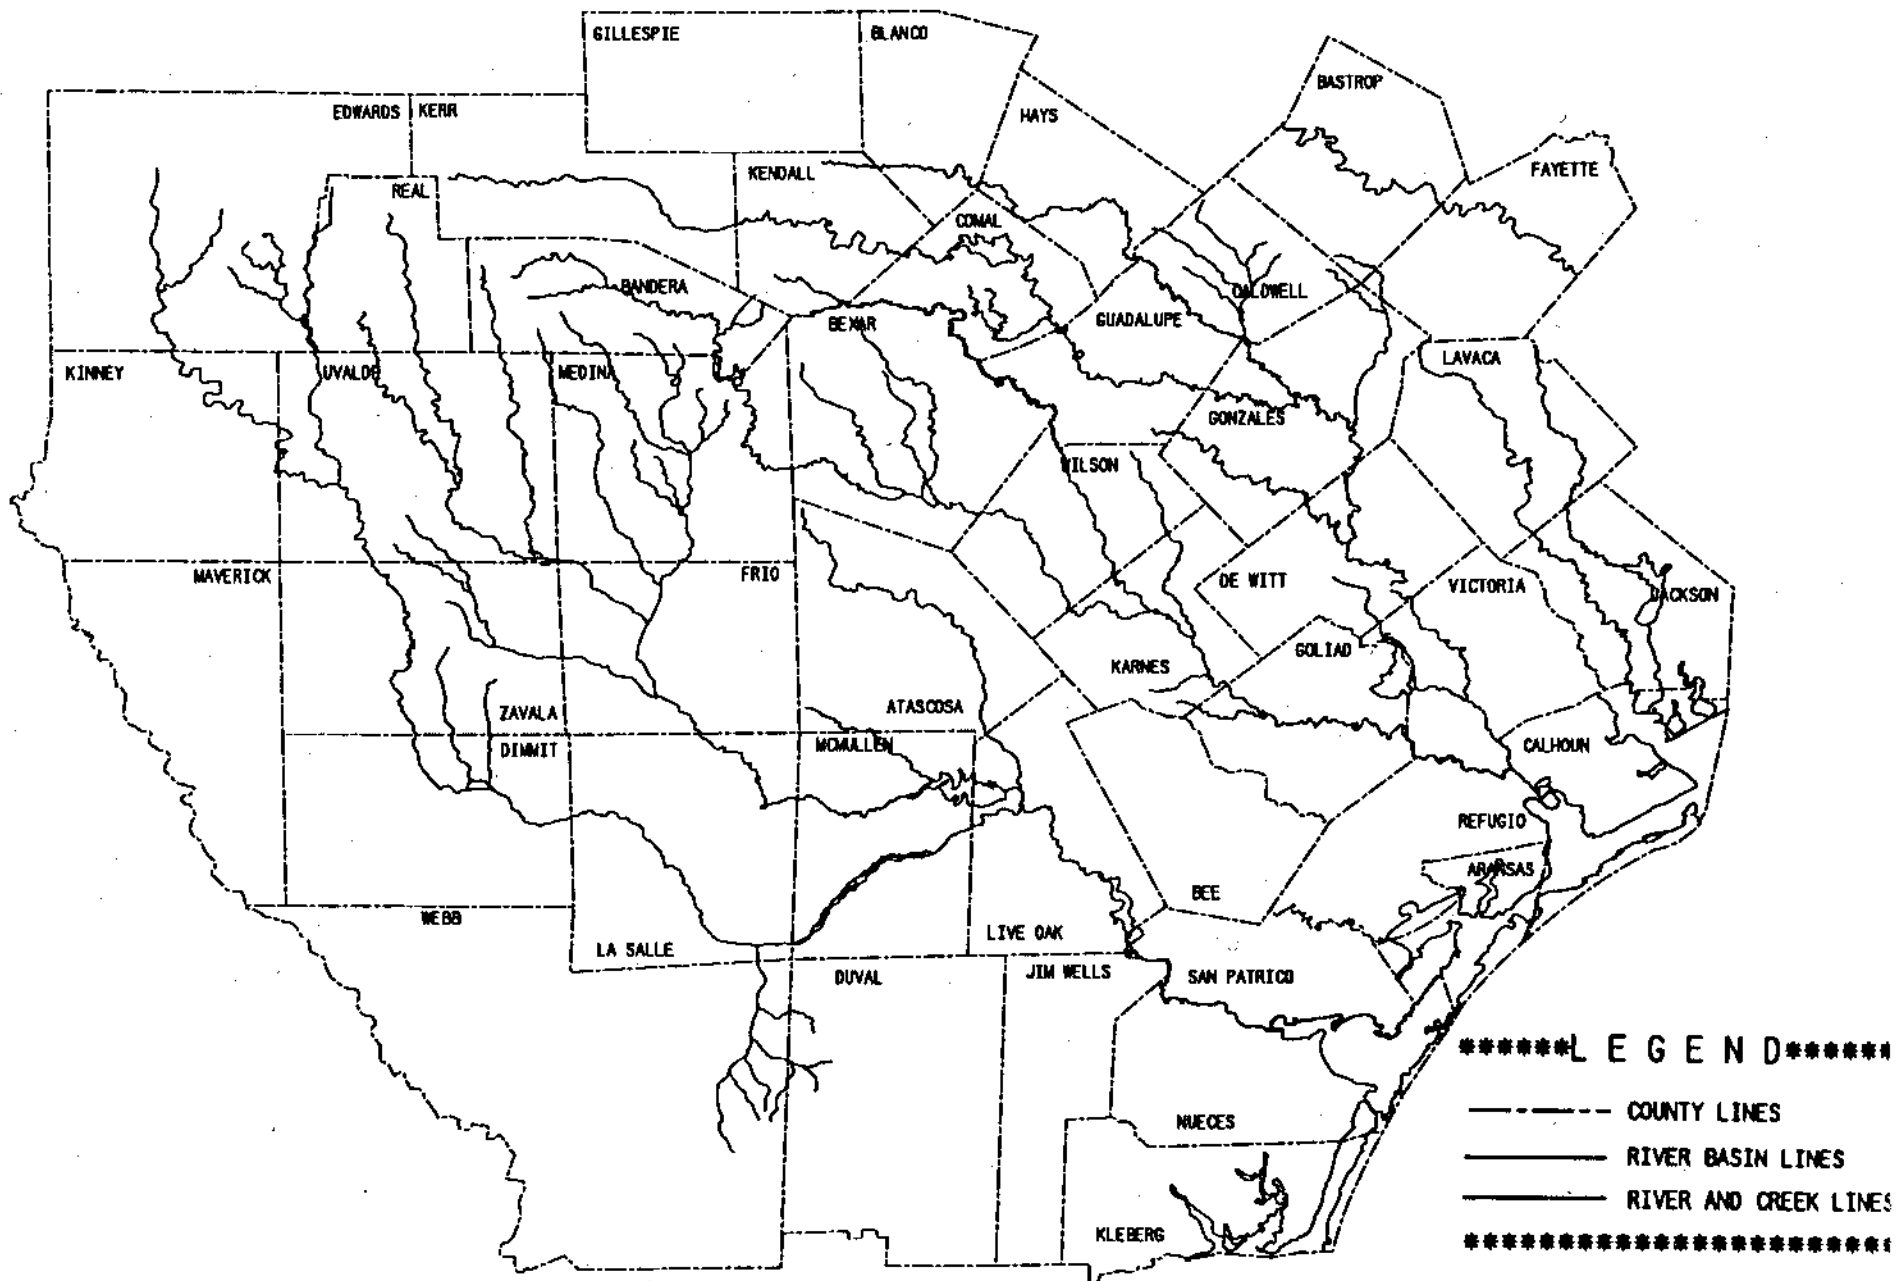 GILLESPIE
BLANCO
BASTROP
EDWARDS
KERR
HAYS
FAYETTE
KENDALL
REAL
COMAL
BANDERA
CALDWELL
BEXAR
GUADALUPE
KINNEY
UVALDE
MEDINA
LAVACA
GONZALES
WILSON
MAVERICK
FRIO
DE WITT
VICTORIA
JACKSON
GOLIAD
KARNES
ZAVALA
ATASCOSA
DIMMIT
MCMULLEN
CALHOUN
REFUGIO
ARANSAS
BEE
WEBB
LA SALLE
LIVE OAK
DUVAL
JIM WELLS
SAN PATRICO
NUECES
KLEBERG
******L E G E N D******
COUNTY LINES
RIVER BASIN LINES
RIVER AND CREEK LINES
***************************